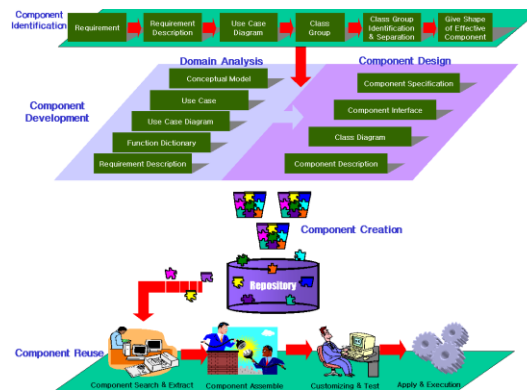 Component
Identification
Requirement
Requirement
Description
Use Case
Diagram
Class
Group
Class Group
Identification
& Separation
Give Shape
of Effective
Component
Domain Analysis
Component Design
Component
Development
Conceptual Model
Use Case
Use Case Diagram
Function Dictionary
Requirement Description
Component Specification
Component Interface
Class Diagram
Component Description
Component Creation
Repository
Component Reuse
Component Search & Extract
Component Assemble
Customizing & Test
Apply & Execution